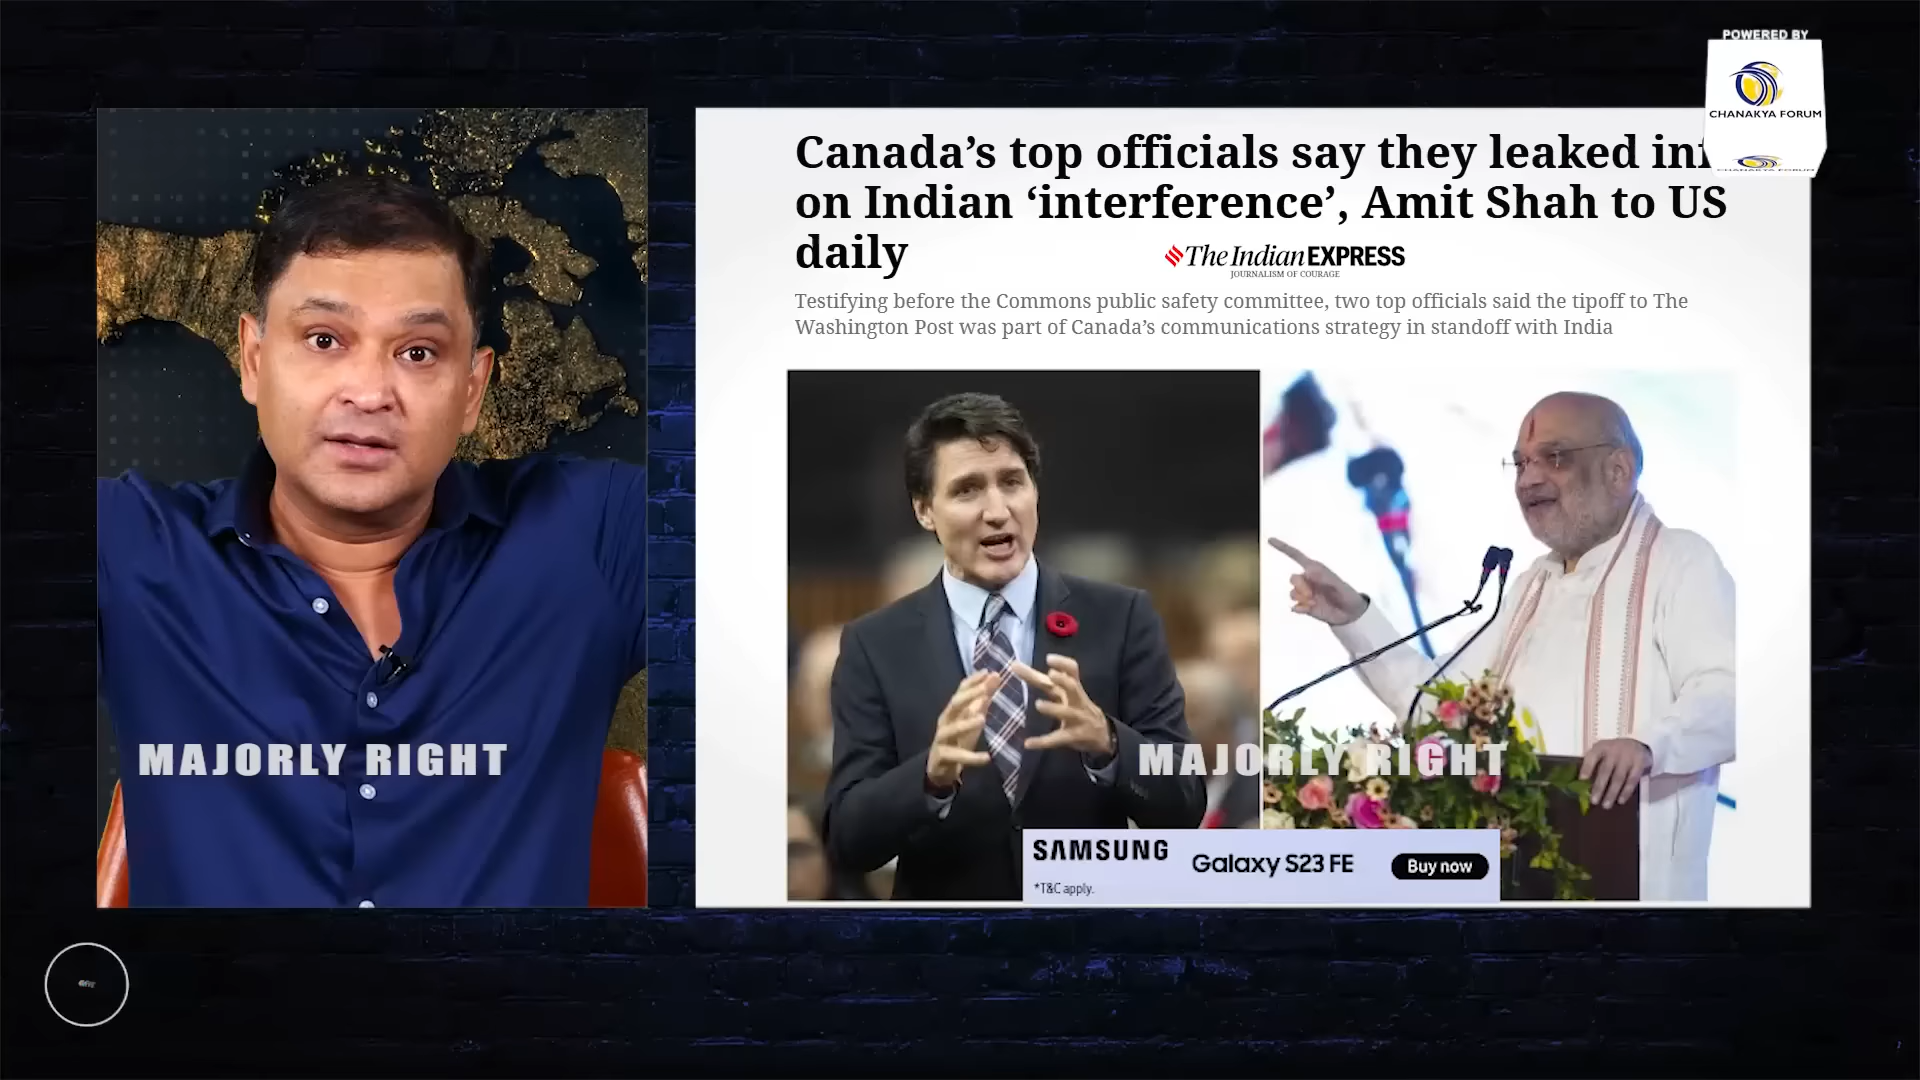 POWERED BY
CHANAKYA FORUM
Canada’s top officials say they leaked
on Indian ‘interference’, Amit Shah to US
daily
The Indian EXPRESS
JOURNALISM OF COURAGE
Testifying before the Commons public safety committee, two top officials said the tipoff to The
Washington Post was part of Canada’s communications strategy in standoff with India
MAJORLY RIGHT
MAJORLY RIGHT
SAMSUNG
Galaxy S23 FE
Buy now
*T&C apply.